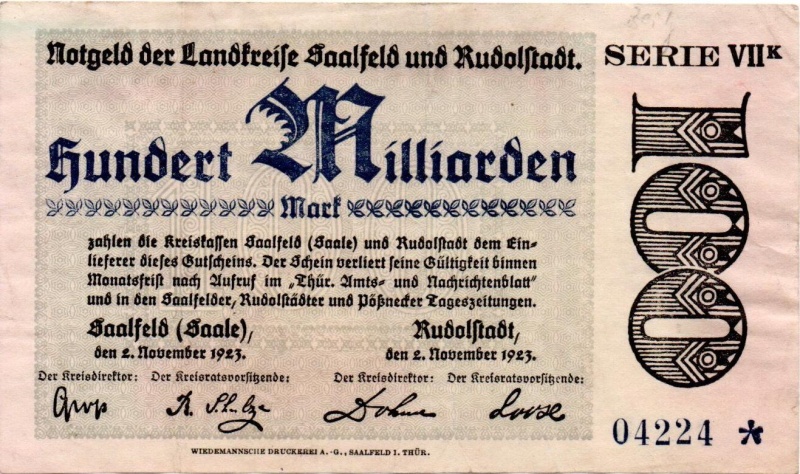 Notgeld der Landkreise Saalfeld und Rudolstadt.
SERIE VIIK
Hundert Milliarden
Mark
100
zahlen die Kreiskassen Saalfeld (Saale) und Rudolstadt dem Ein-
lieferer dieses Gutscheins. Der Schein verliert seine Gültigkeit binnen
Monatsfrist nach Aufruf im „Thür. Amts- und Nachrichtenblatt"
und in den Saalfelder, Rudolstädter und Pößnecker Tageszeitungen.
Saalfeld (Saale), Rudolstadt,
den 2. November 1923. den 2. November 1923.
Der Kreisdirektor: Der Kreisratsvorsitzende: Der Kreisdirektor: Der Kreisratsvorsitzende:
R. Schulze Dohm Loose
04224 *
WIEDEMANNSCHE DRUCKEREI A.-G., SAALFELD I. THÜR.